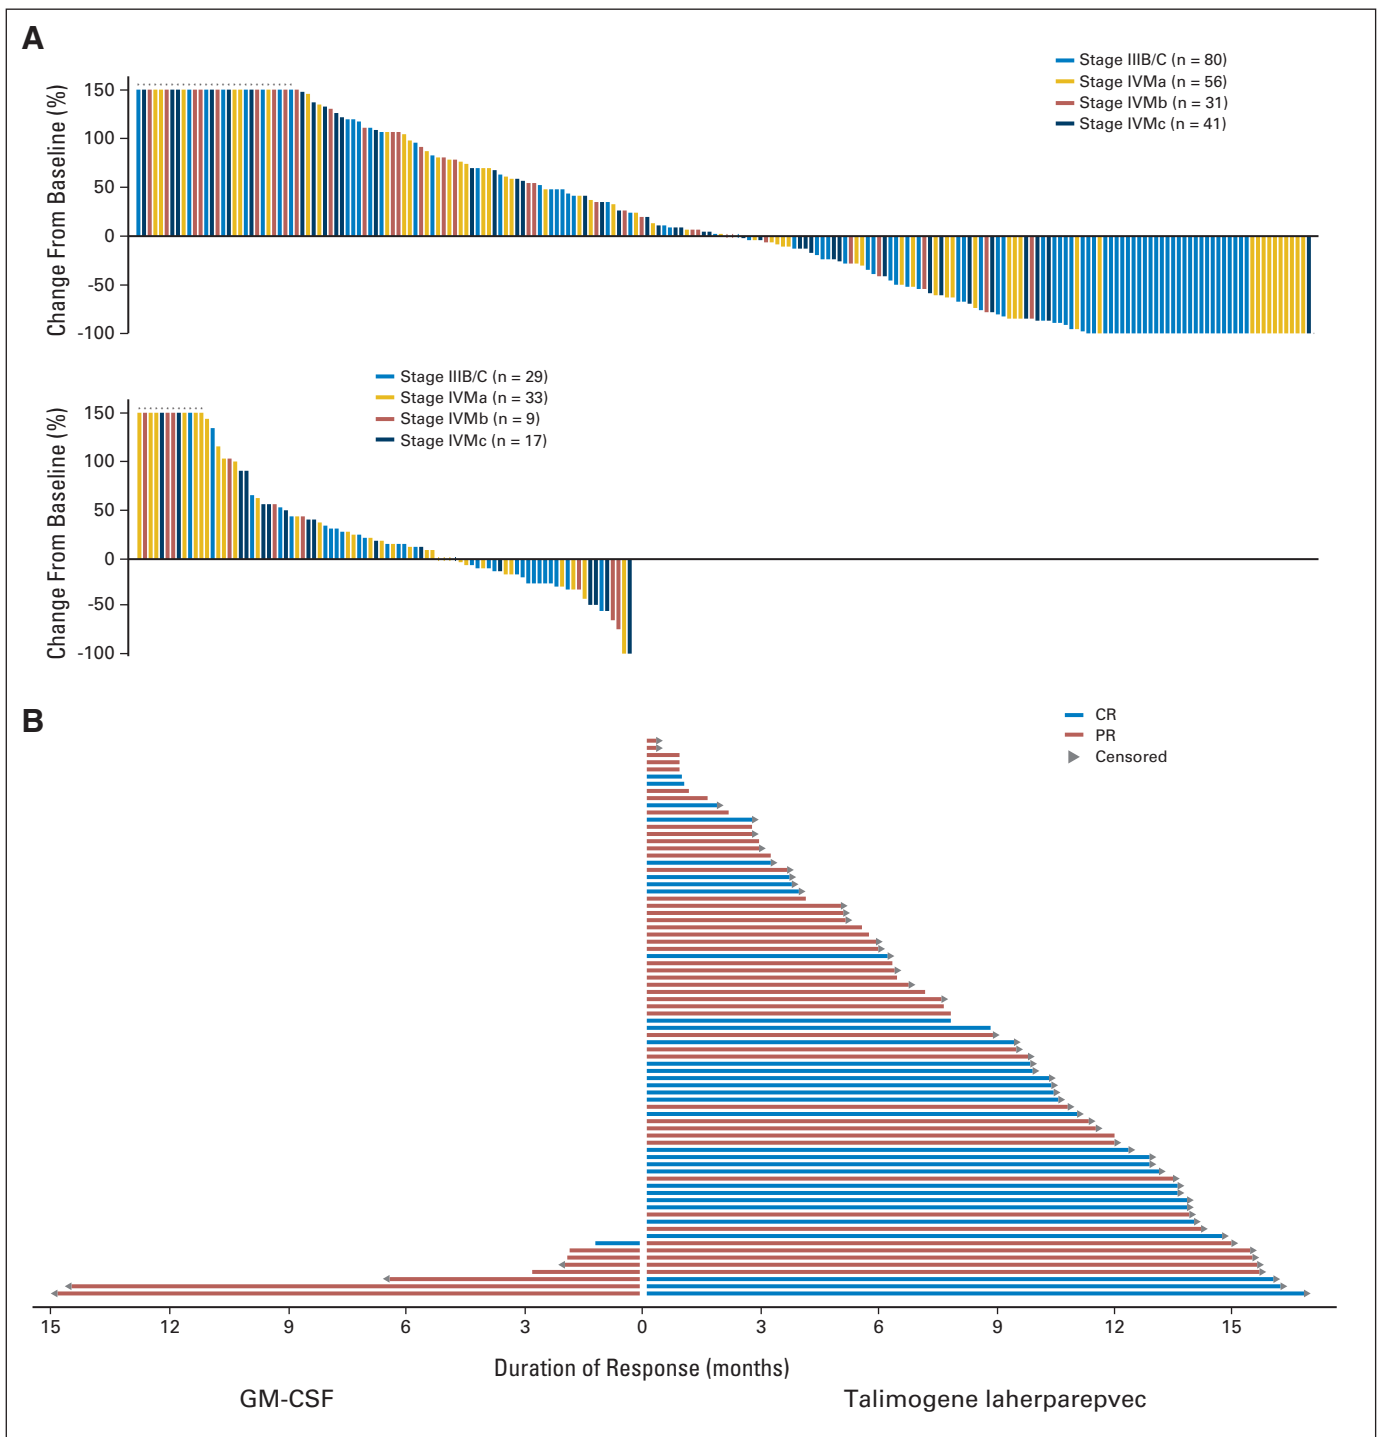 A
Stage IIIB/C (n = 80)
Stage IVMa (n = 56)
Stage IVMb (n = 31)
Stage IVMc (n = 41)
Change From Baseline (%)
150
100
50
0
-50
-100
Stage IIIB/C (n = 29)
Stage IVMa (n = 33)
Stage IVMb (n = 9)
Stage IVMc (n = 17)
Change From Baseline (%)
150
100
50
0
-50
-100
B
CR
PR
Censored
15 12 9 6 3 0 3 6 9 12 15
Duration of Response (months)
GM-CSF Talimogene laherparepvec